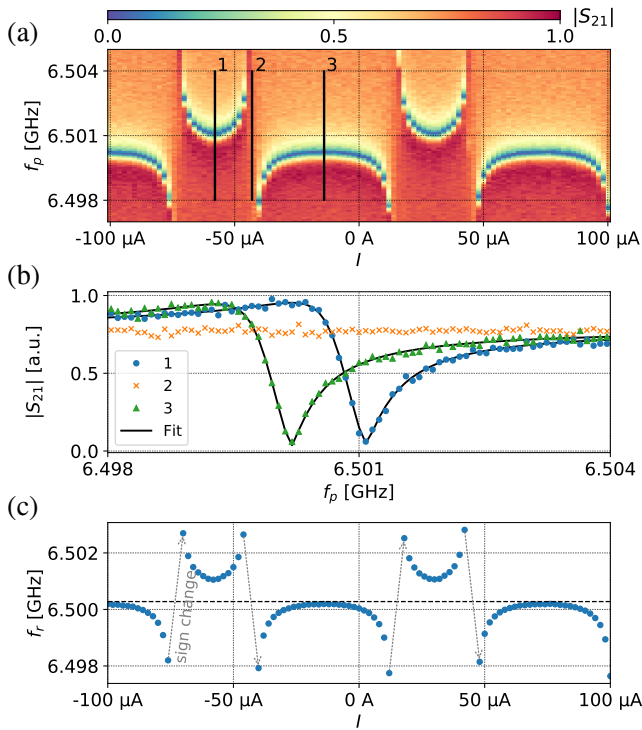 (a)
|S21|
0.0 0.5 1.0
1 2 3
6.504
6.501
6.498
fp [GHz]
-100 µA -50 µA 0 A 50 µA 100 µA
I
(b)
1.0
0.5
0.0
|S21| [a.u.]
1
2
3
Fit
6.498 6.501 6.504
fp [GHz]
(c)
6.502
6.500
6.498
fr [GHz]
sign change
-100 µA -50 µA 0 A 50 µA 100 µA
I